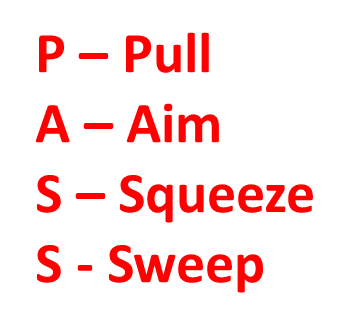 P – Pull
A – Aim
S – Squeeze
S - Sweep